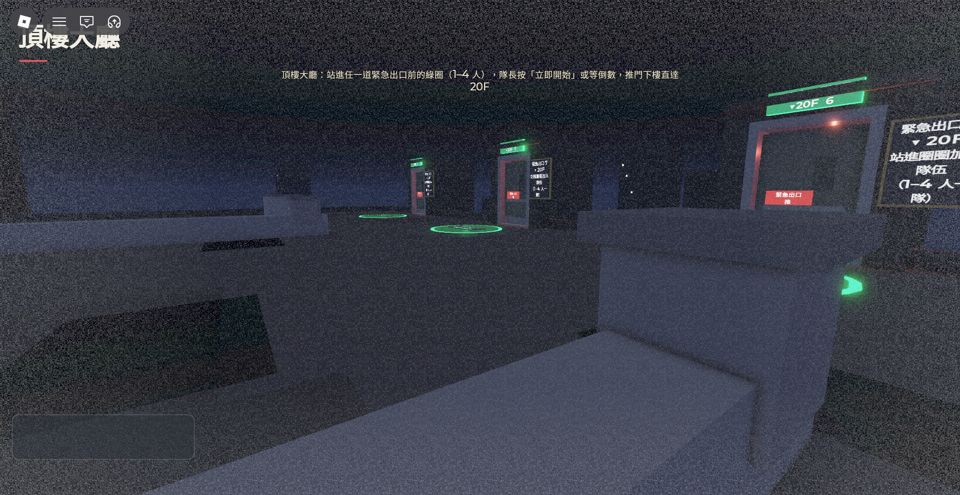 頂樓大廳
頂樓大廳：站進任一道緊急出口前的綠圈（1–4 人），隊長按「立即開始」或等倒數，推門下樓直達
20F
▼20F 6
緊急出口
推
緊急出口
▼ 20F
站進圈圈加
隊伍
（1–4 人一
隊）